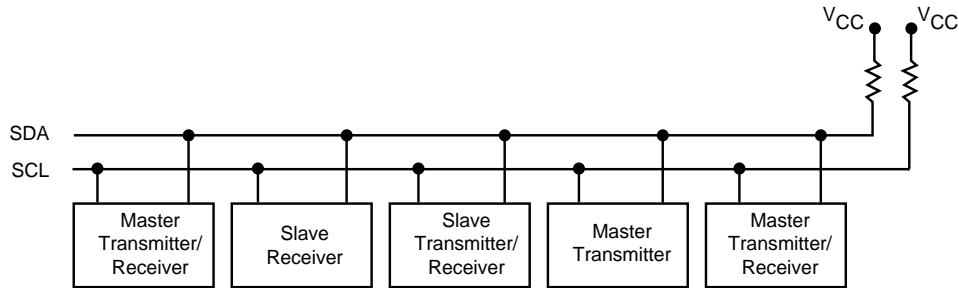 VCC VCC
SDA
SCL
Master
Transmitter/
Receiver
Slave
Receiver
Slave
Transmitter/
Receiver
Master
Transmitter
Master
Transmitter/
Receiver